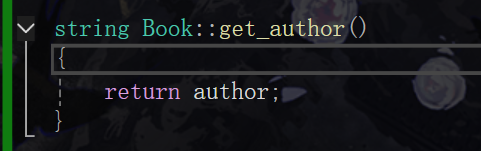 string Book::get_author()
{
return author;
}